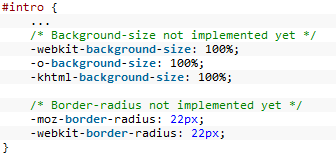 #intro {
...
/* Background-size not implemented yet */
-webkit-background-size: 100%;
-o-background-size: 100%;
-khtml-background-size: 100%;
/* Border-radius not implemented yet */
-moz-border-radius: 22px;
-webkit-border-radius: 22px;
}